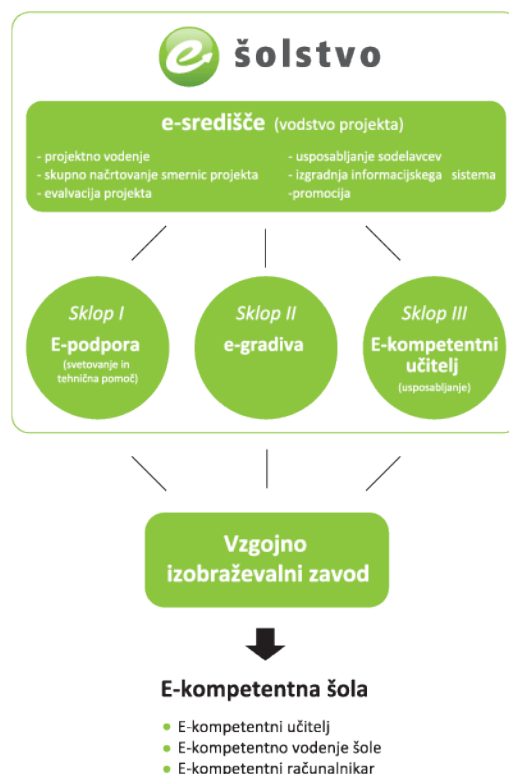 e šolstvo
e-središče (vodstvo projekta)
- projektno vodenje
- skupno načrtovanje smernic projekta
- evalvacija projekta
- usposabljanje sodelavcev
- izgradnja informacijskega sistema
-promocija
Sklop I
E-podpora
(svetovanje in
tehnična pomoč)
Sklop II
e-gradiva
Sklop III
E-kompetentni
učitelj
(usposabljanje)
Vzgojno
izobraževalni zavod
E-kompetentna šola
• E-kompetentni učitelj
• E-kompetentno vodenje šole
• E-kompetentni računalnikar